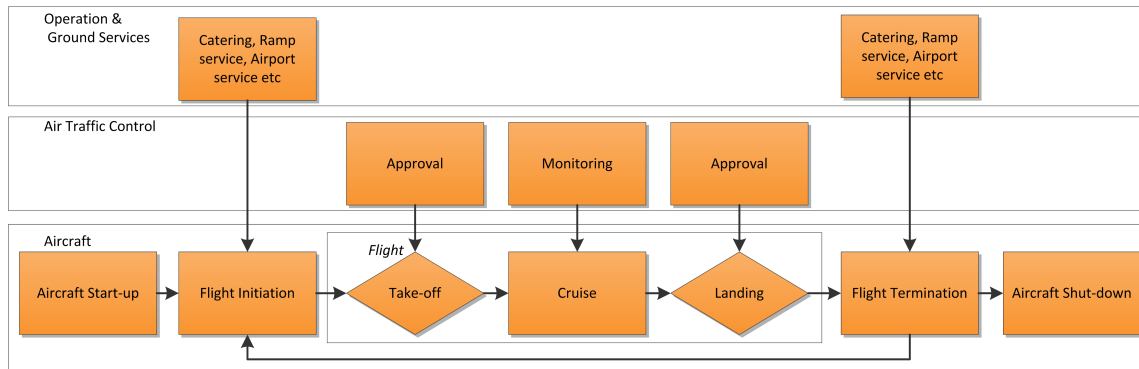 Operation &
Ground Services
Catering, Ramp
service, Airport
service etc
Catering, Ramp
service, Airport
service etc
Air Traffic Control
Approval
Monitoring
Approval
Aircraft
Flight
Aircraft Start-up
Flight Initiation
Take-off
Cruise
Landing
Flight Termination
Aircraft Shut-down